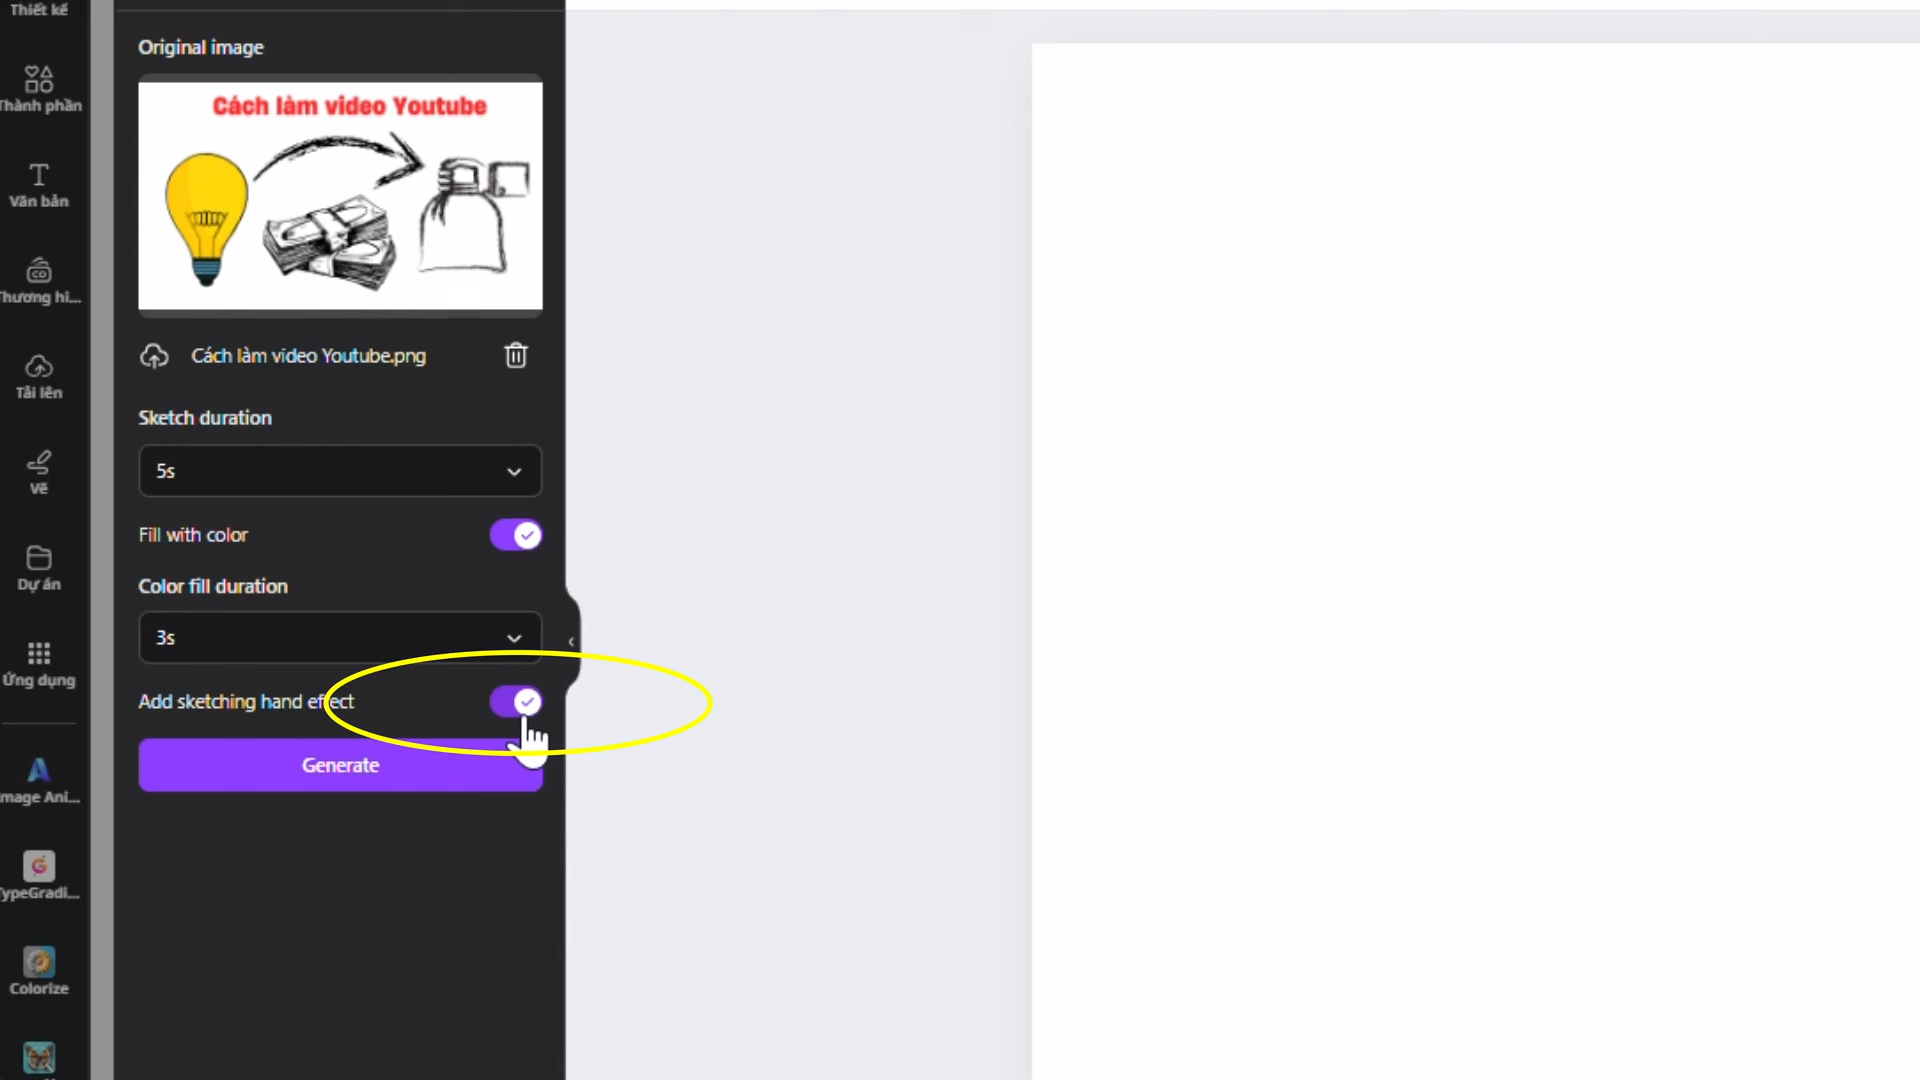 Thiết kế
Thành phần
Văn bản
Thương hi...
Tải lên
Vẽ
Dự án
Ứng dụng
Image Ani...
TypeGradi...
Colorize
Original image
Cách làm video Youtube
Cách làm video Youtube.png
Sketch duration
5s
Fill with color
Color fill duration
3s
Add sketching hand effect
Generate